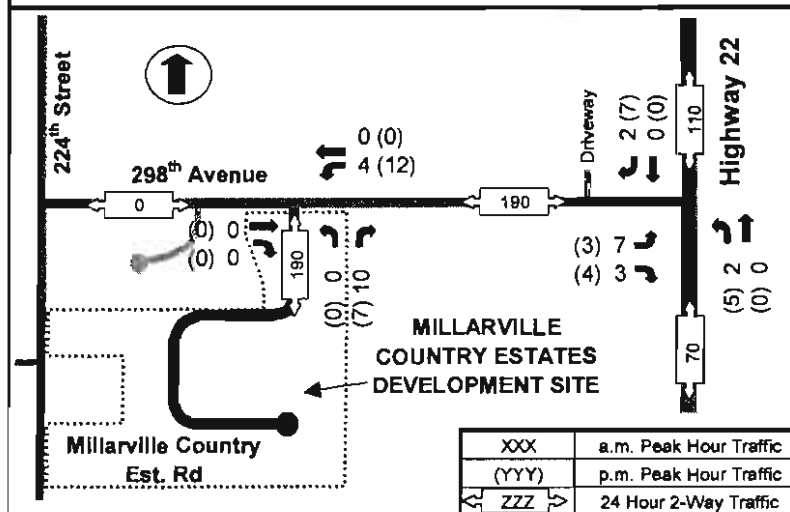 224th Street
298th Avenue
0
0 (0)
4 (12)
190
Driveway
2 (7)
0 (0)
110
Highway 22
(0) 0
(0) 0
190
(0) 0
(7) 10
(3) 7
(4) 3
(5) 2
(0) 0
70
MILLARVILLE
COUNTRY ESTATES
DEVELOPMENT SITE
Millarville Country
Est. Rd
XXX a.m. Peak Hour Traffic
(YYY) p.m. Peak Hour Traffic
ZZZ 24 Hour 2-Way Traffic